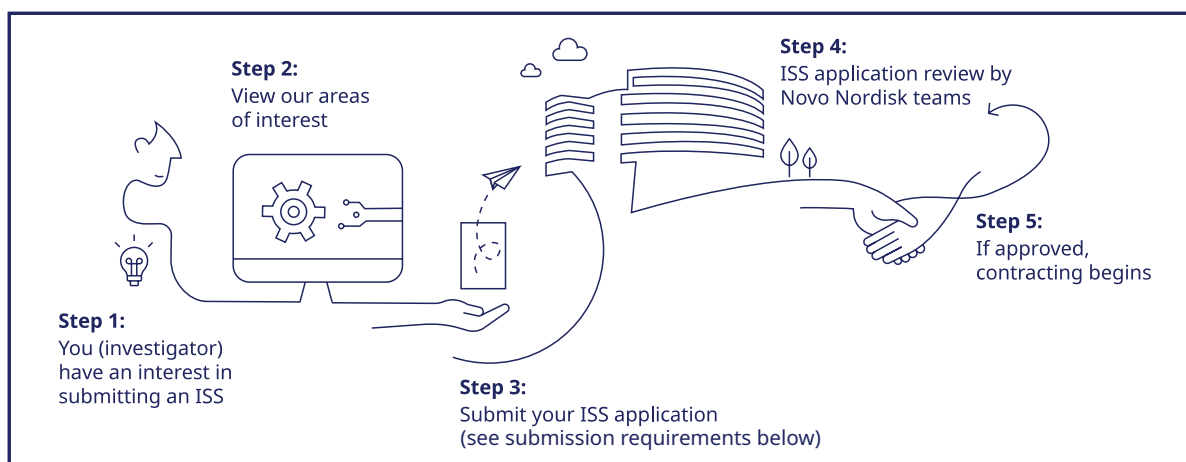 Step 1:
You (investigator)
have an interest in
submitting an ISS
Step 2:
View our areas
of interest
Step 3:
Submit your ISS application
(see submission requirements below)
Step 4:
ISS application review by
Novo Nordisk teams
Step 5:
If approved,
contracting begins